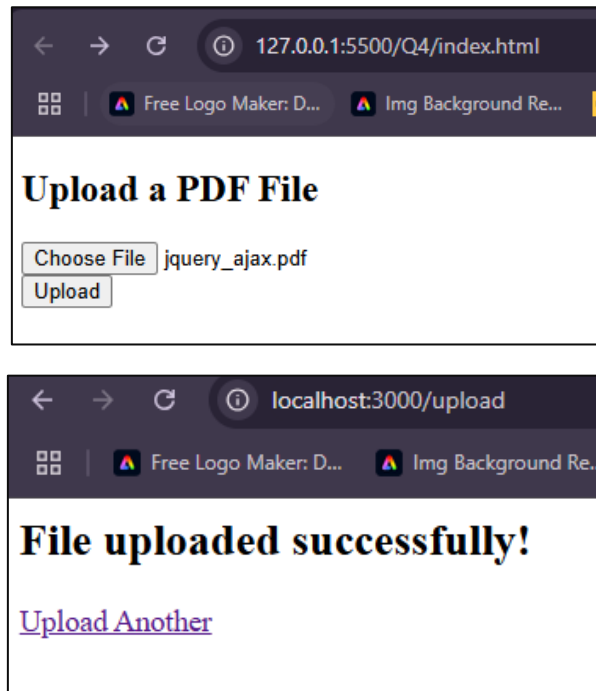 127.0.0.1:5500/Q4/index.html
Free Logo Maker: D... Img Background Re...
Upload a PDF File
Choose File jquery_ajax.pdf
Upload
localhost:3000/upload
Free Logo Maker: D... Img Background Re..
File uploaded successfully!
Upload Another